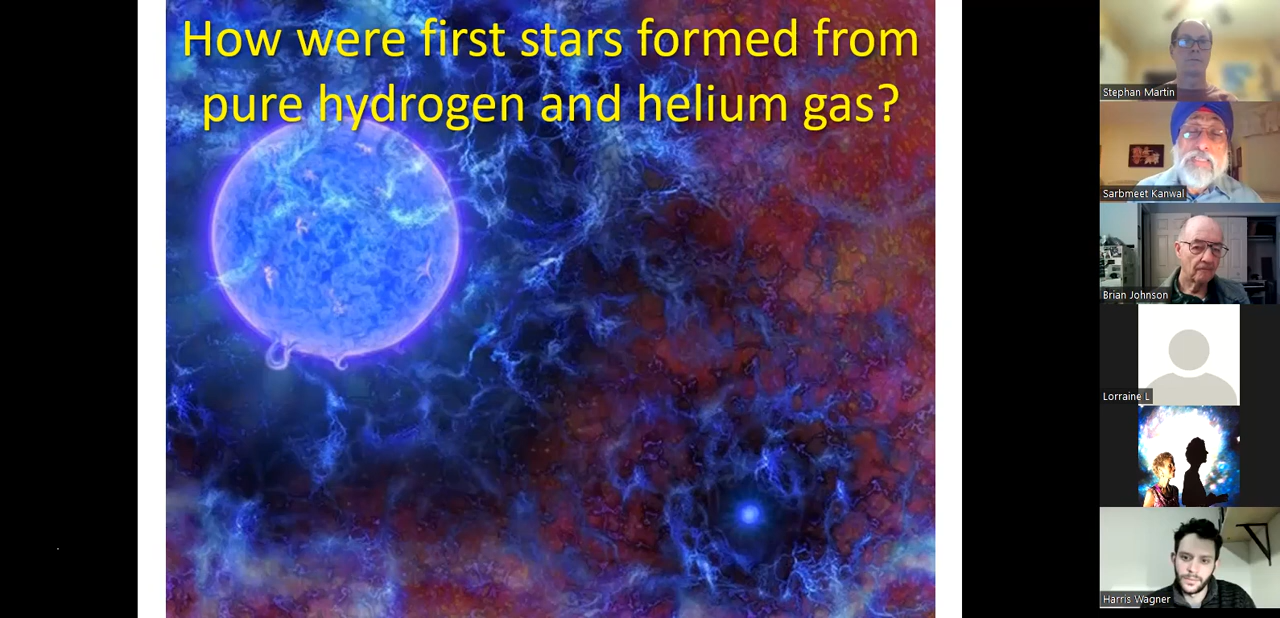 How were first stars formed from
pure hydrogen and helium gas?
Stephan Martin
Sarbmeet Kanwal
Brian Johnson
Lorraine L
Harris Wagner